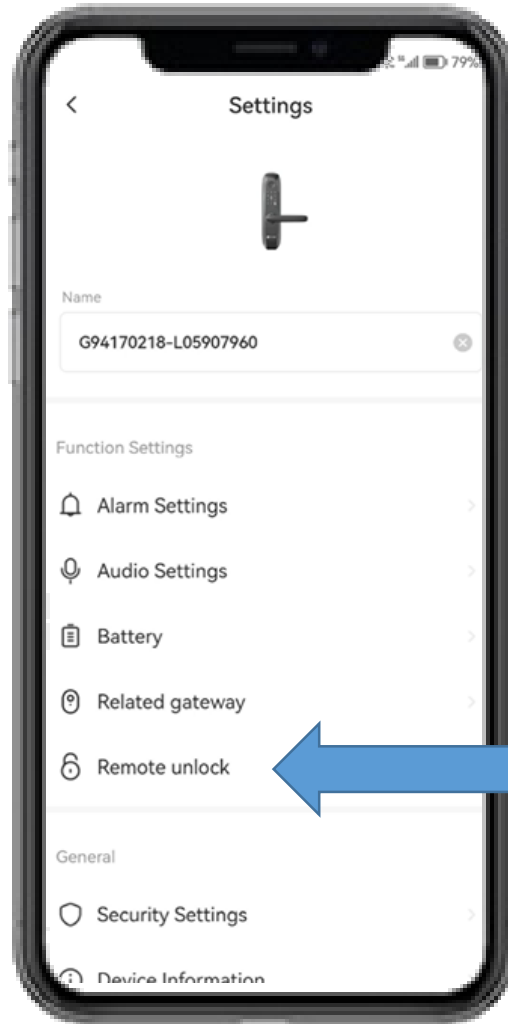 79%
Settings
Name
G94170218-L05907960
Function Settings
Alarm Settings
Audio Settings
Battery
Related gateway
Remote unlock
General
Security Settings
Device Information